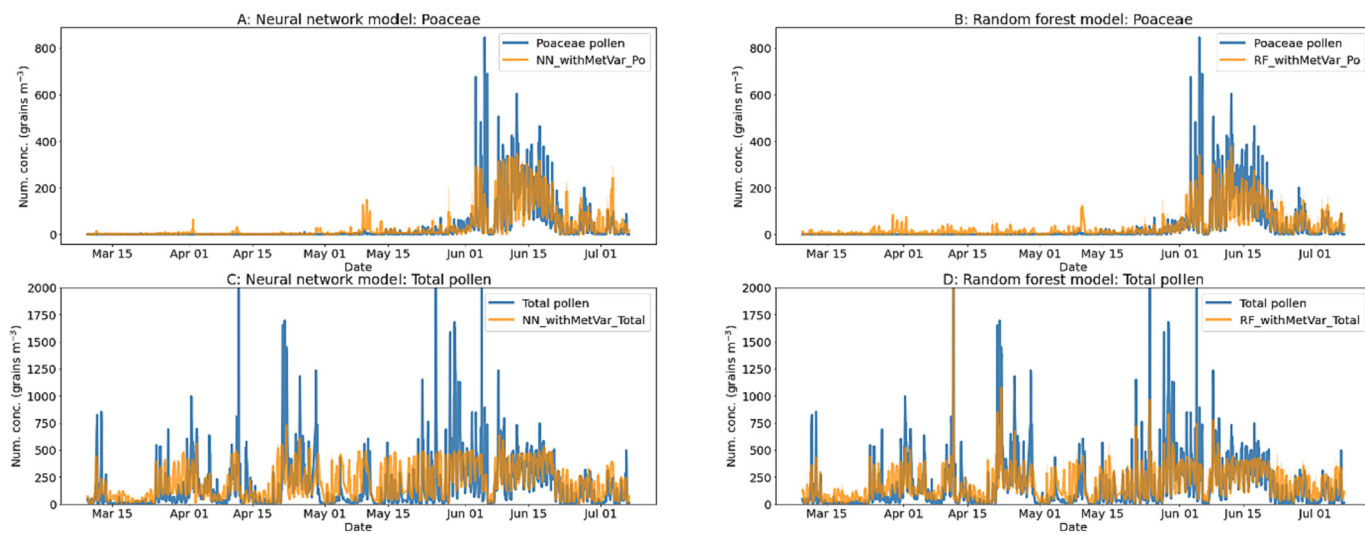 A: Neural network model: Poaceae
Num. conc. (grains m⁻³)
800
600
400
200
0
Poaceae pollen
NN_withMetVar_Po
Mar 15 Apr 01 Apr 15 May 01 May 15 Jun 01 Jun 15 Jul 01
Date
B: Random forest model: Poaceae
Num. conc. (grains m⁻³)
800
600
400
200
0
Poaceae pollen
RF_withMetVar_Po
Mar 15 Apr 01 Apr 15 May 01 May 15 Jun 01 Jun 15 Jul 01
Date
C: Neural network model: Total pollen
Num. conc. (grains m⁻³)
2000
1750
1500
1250
1000
750
500
250
0
Total pollen
NN_withMetVar_Total
Mar 15 Apr 01 Apr 15 May 01 May 15 Jun 01 Jun 15 Jul 01
Date
D: Random forest model: Total pollen
Num. conc. (grains m⁻³)
2000
1750
1500
1250
1000
750
500
250
0
Total pollen
RF_withMetVar_Total
Mar 15 Apr 01 Apr 15 May 01 May 15 Jun 01 Jun 15 Jul 01
Date